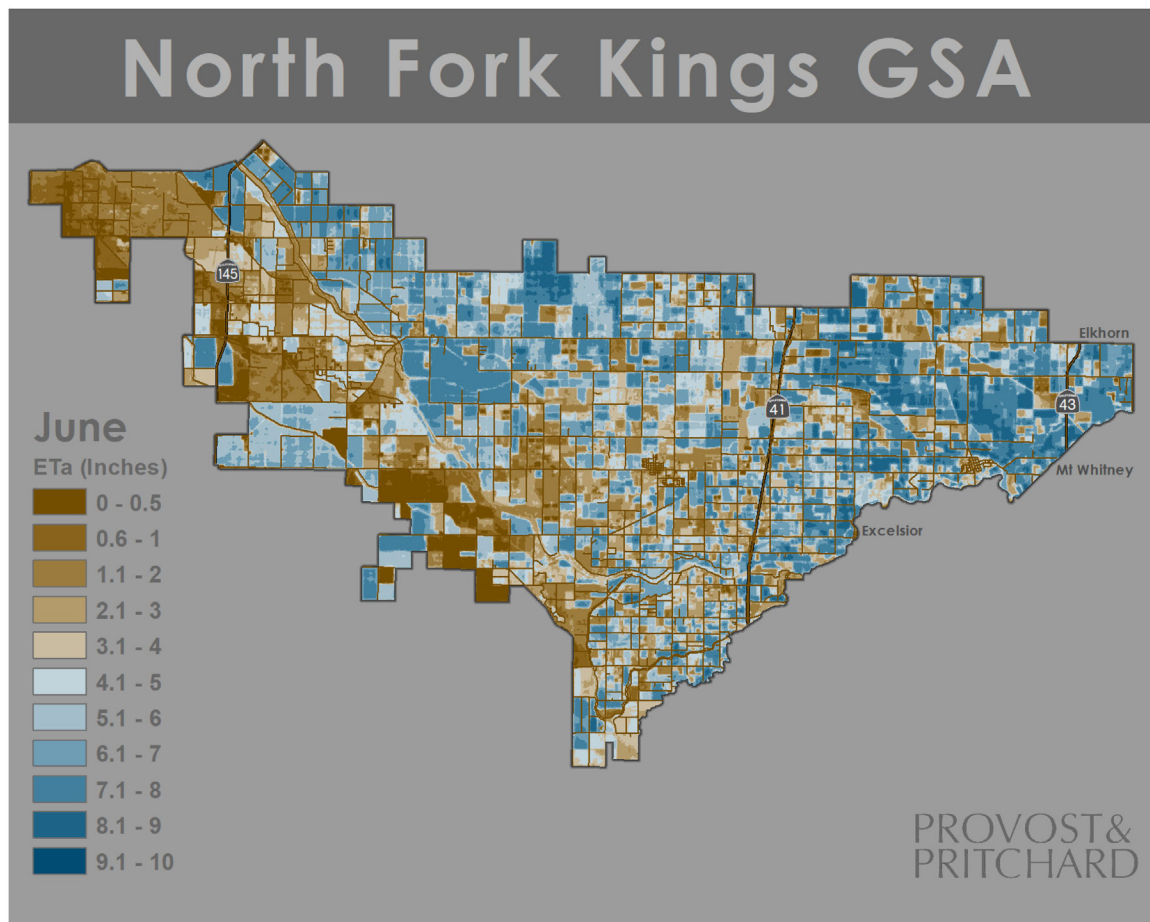 North Fork Kings GSA
145
Elkhorn
41
43
Mt Whitney
Excelsior
June
ETa (Inches)
0 - 0.5
0.6 - 1
1.1 - 2
2.1 - 3
3.1 - 4
4.1 - 5
5.1 - 6
6.1 - 7
7.1 - 8
8.1 - 9
9.1 - 10
PROVOST&
PRITCHARD